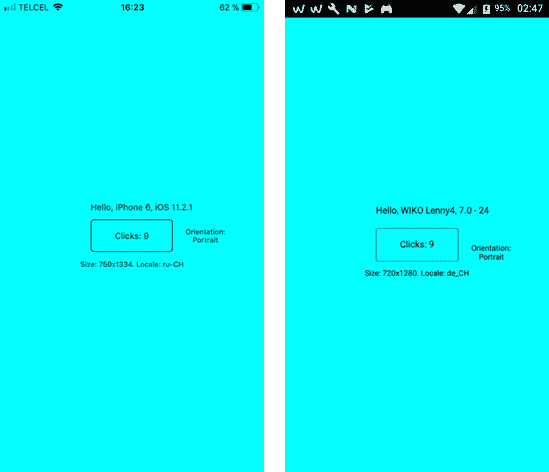 TELCEL 16:23 62 %
Hello, iPhone 6, iOS 11.2.1
Clicks: 9
Orientation:
Portrait
Size: 750x1334. Locale: ru-CH
95% 02:47
Hello, WIKO Lenny4, 7.0 - 24
Clicks: 9
Orientation:
Portrait
Size: 720x1280. Locale: de_CH